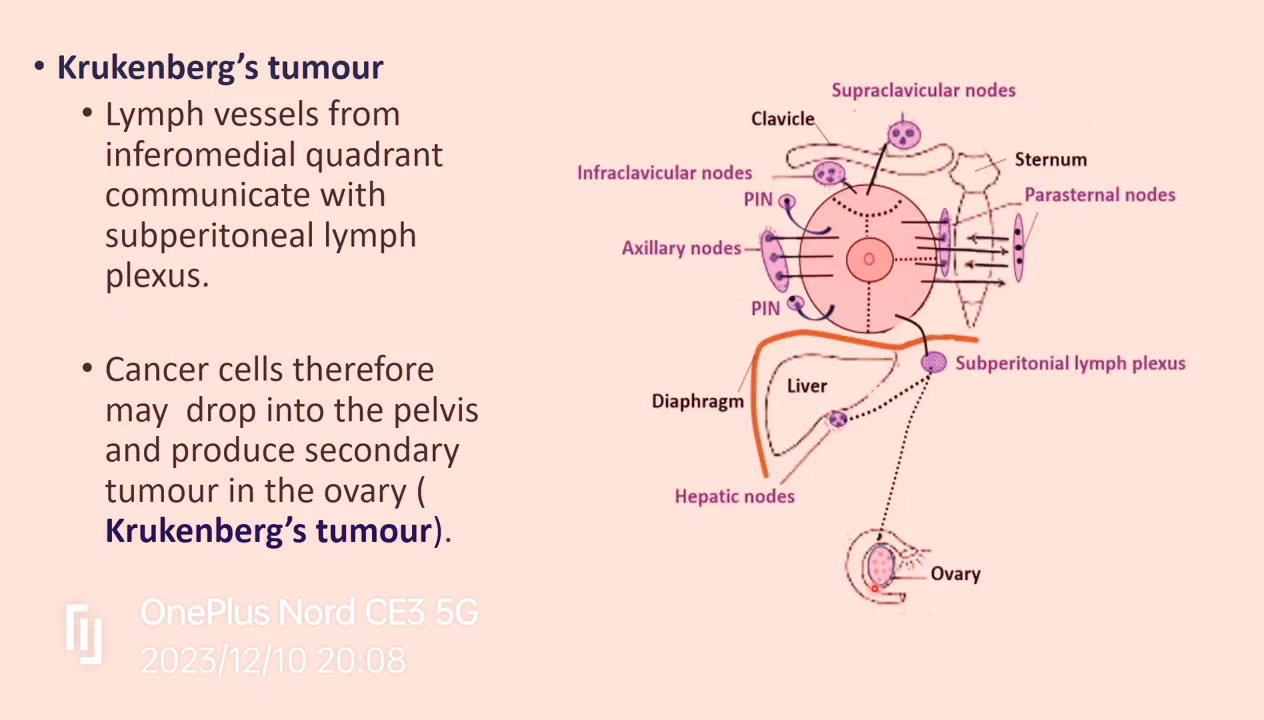 • Krukenberg's tumour
• Lymph vessels from
inferomedial quadrant
communicate with
subperitoneal lymph
plexus.
• Cancer cells therefore
may drop into the pelvis
and produce secondary
tumour in the ovary (
Krukenberg's tumour).
Supraclavicular nodes
Clavicle
Sternum
Infraclavicular nodes
Parasternal nodes
PIN
Axillary nodes
PIN
Subperitonial lymph plexus
Liver
Diaphragm
Hepatic nodes
Ovary
OnePlus Nord CE3 5G
2023/12/10 20:08